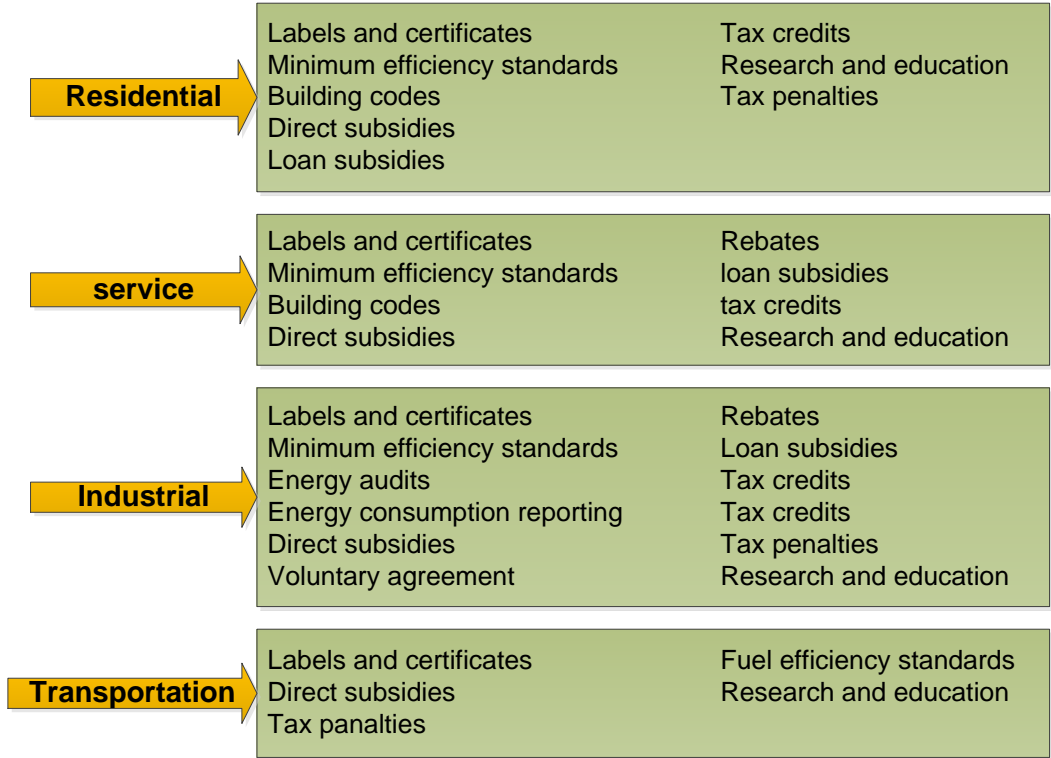 Residential
Labels and certificates
Minimum efficiency standards
Building codes
Direct subsidies
Loan subsidies
Tax credits
Research and education
Tax penalties
service
Labels and certificates
Minimum efficiency standards
Building codes
Direct subsidies
Rebates
loan subsidies
tax credits
Research and education
Industrial
Labels and certificates
Minimum efficiency standards
Energy audits
Energy consumption reporting
Direct subsidies
Voluntary agreement
Rebates
Loan subsidies
Tax credits
Tax credits
Tax penalties
Research and education
Transportation
Labels and certificates
Direct subsidies
Tax panalties
Fuel efficiency standards
Research and education